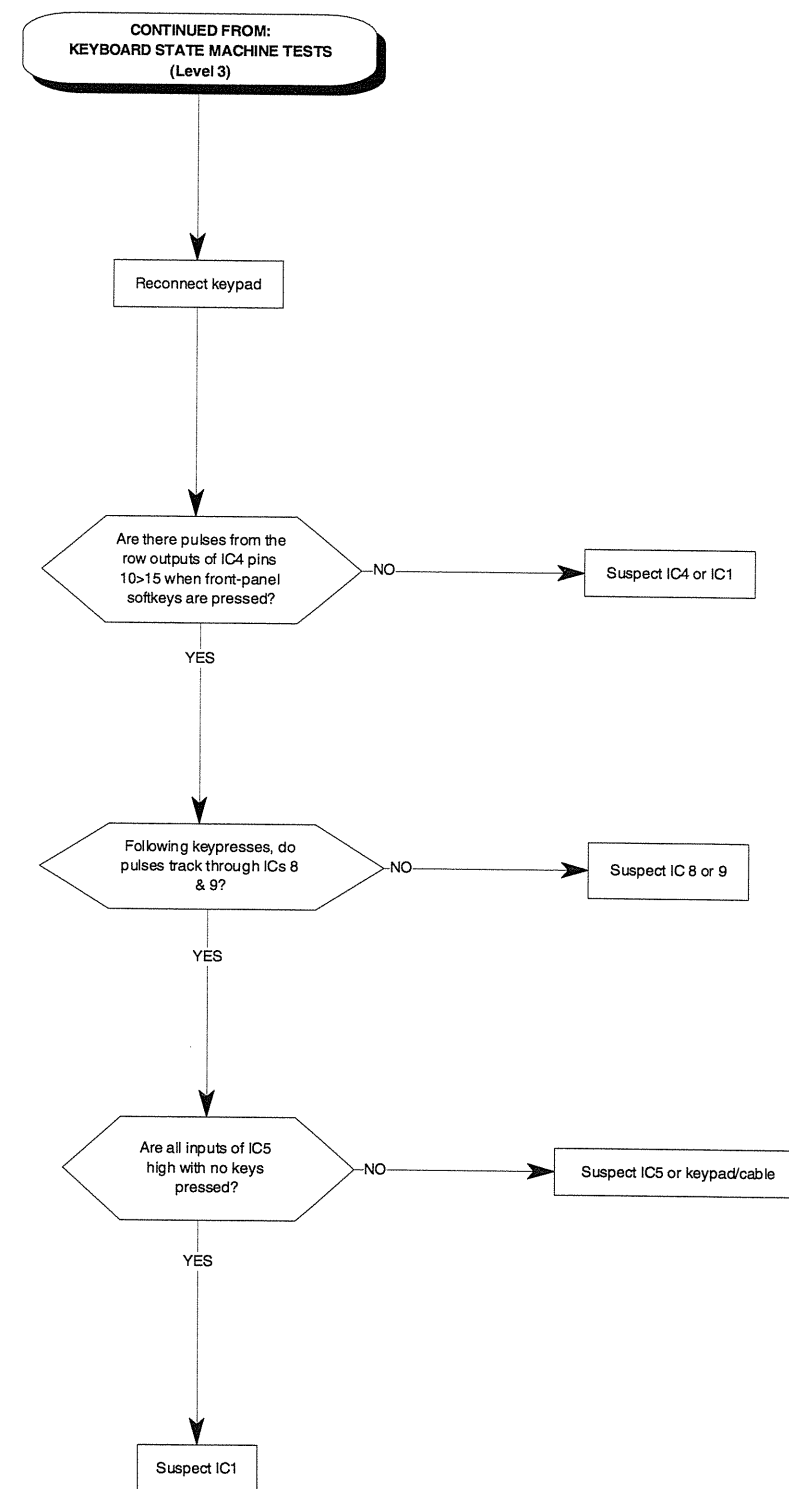 CONTINUED FROM:
KEYBOARD STATE MACHINE TESTS
(Level 3)
Reconnect keypad
Are there pulses from the
row outputs of IC4 pins
10>15 when front-panel
softkeys are pressed?
NO
Suspect IC4 or IC1
YES
Following keypresses, do
pulses track through ICs 8
& 9?
NO
Suspect IC 8 or 9
YES
Are all inputs of IC5
high with no keys
pressed?
NO
Suspect IC5 or keypad/cable
YES
Suspect IC1